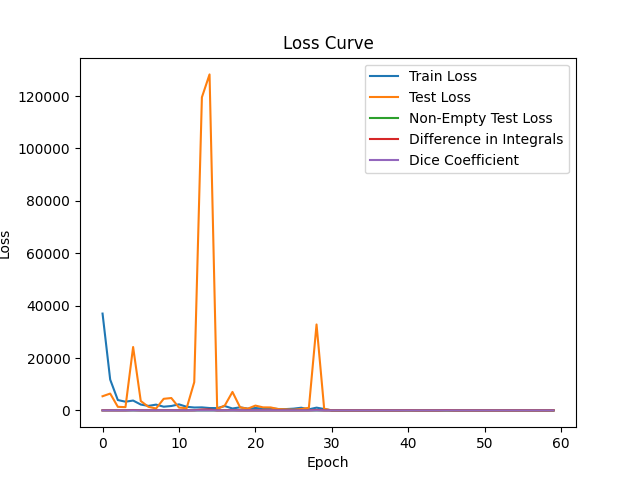 Loss Curve
Train Loss
Test Loss
Non-Empty Test Loss
Difference in Integrals
Dice Coefficient
120000
100000
80000
60000
40000
20000
0
Loss
0 10 20 30 40 50 60
Epoch